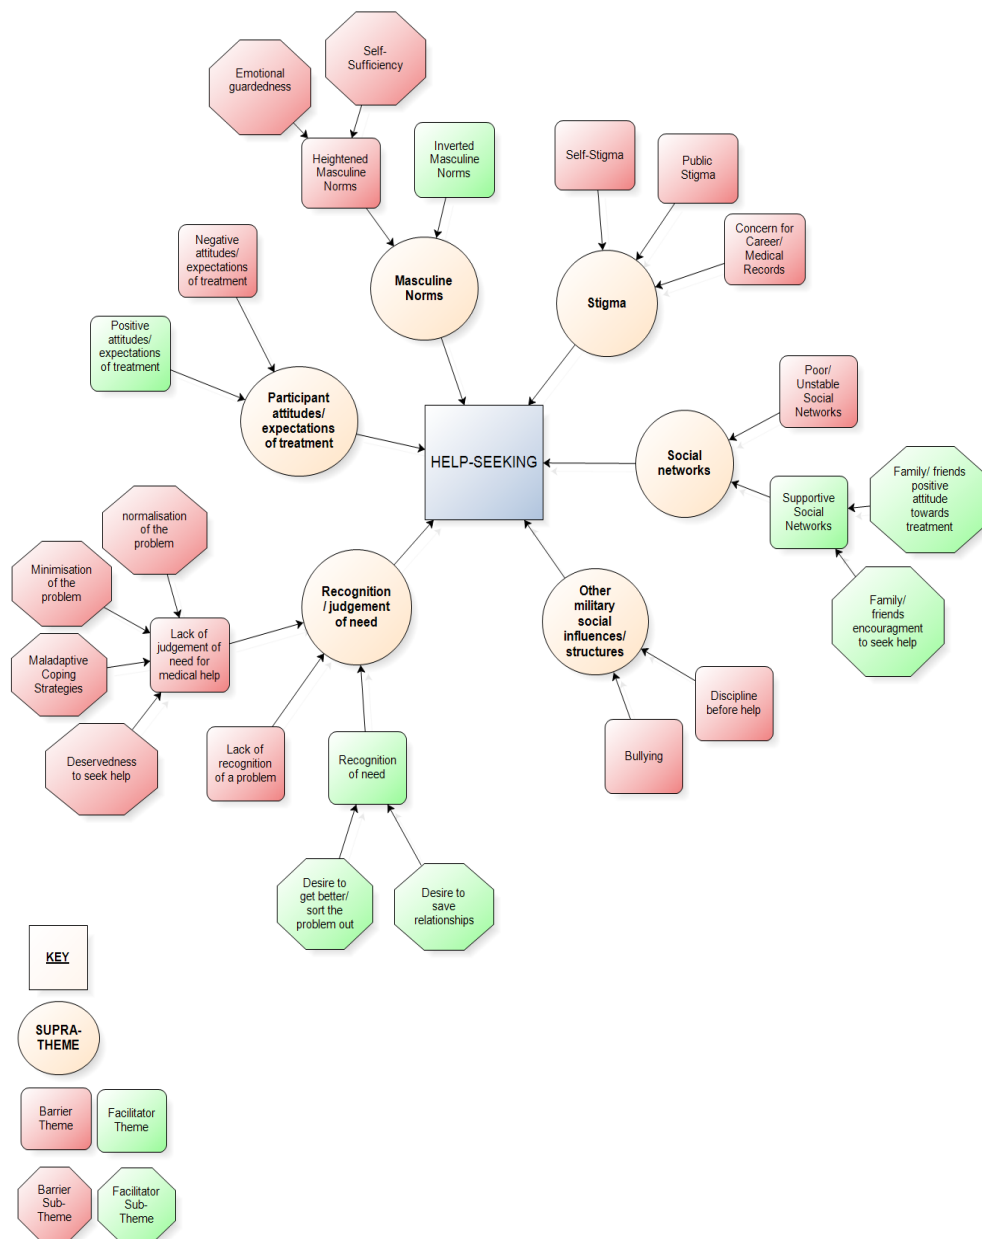 Self-
Sufficiency
Emotional
guardedness
Heightened
Masculine
Norms
Inverted
Masculine
Norms
Self-Stigma
Public
Stigma
Concern for
Career/
Medical
Records
Negative
attitudes/
expectations
of treatment
Masculine
Norms
Stigma
Positive
attitudes/
expectations
of treatment
Participant
attitudes/
expectations
of treatment
HELP-SEEKING
Poor/
Unstable
Social
Networks
Social
networks
Supportive
Social
Networks
Family/ friends
positive
attitude
towards
treatment
Family/
friends
encouragment
to seek help
normalisation
of the
problem
Minimisation
of the
problem
Maladaptive
Coping
Strategies
Deservedness
to seek help
Lack of
judgement of
need for
medical help
Recognition
/ judgement
of need
Other
military
social
influences/
structures
Discipline
before help
Bullying
Lack of
recognition
of a problem
Recognition
of need
Desire to
get better/
sort the
problem out
Desire to
save
relationships
KEY
SUPRA-
THEME
Barrier
Theme
Facilitator
Theme
Barrier
Sub-
Theme
Facilitator
Sub-
Theme